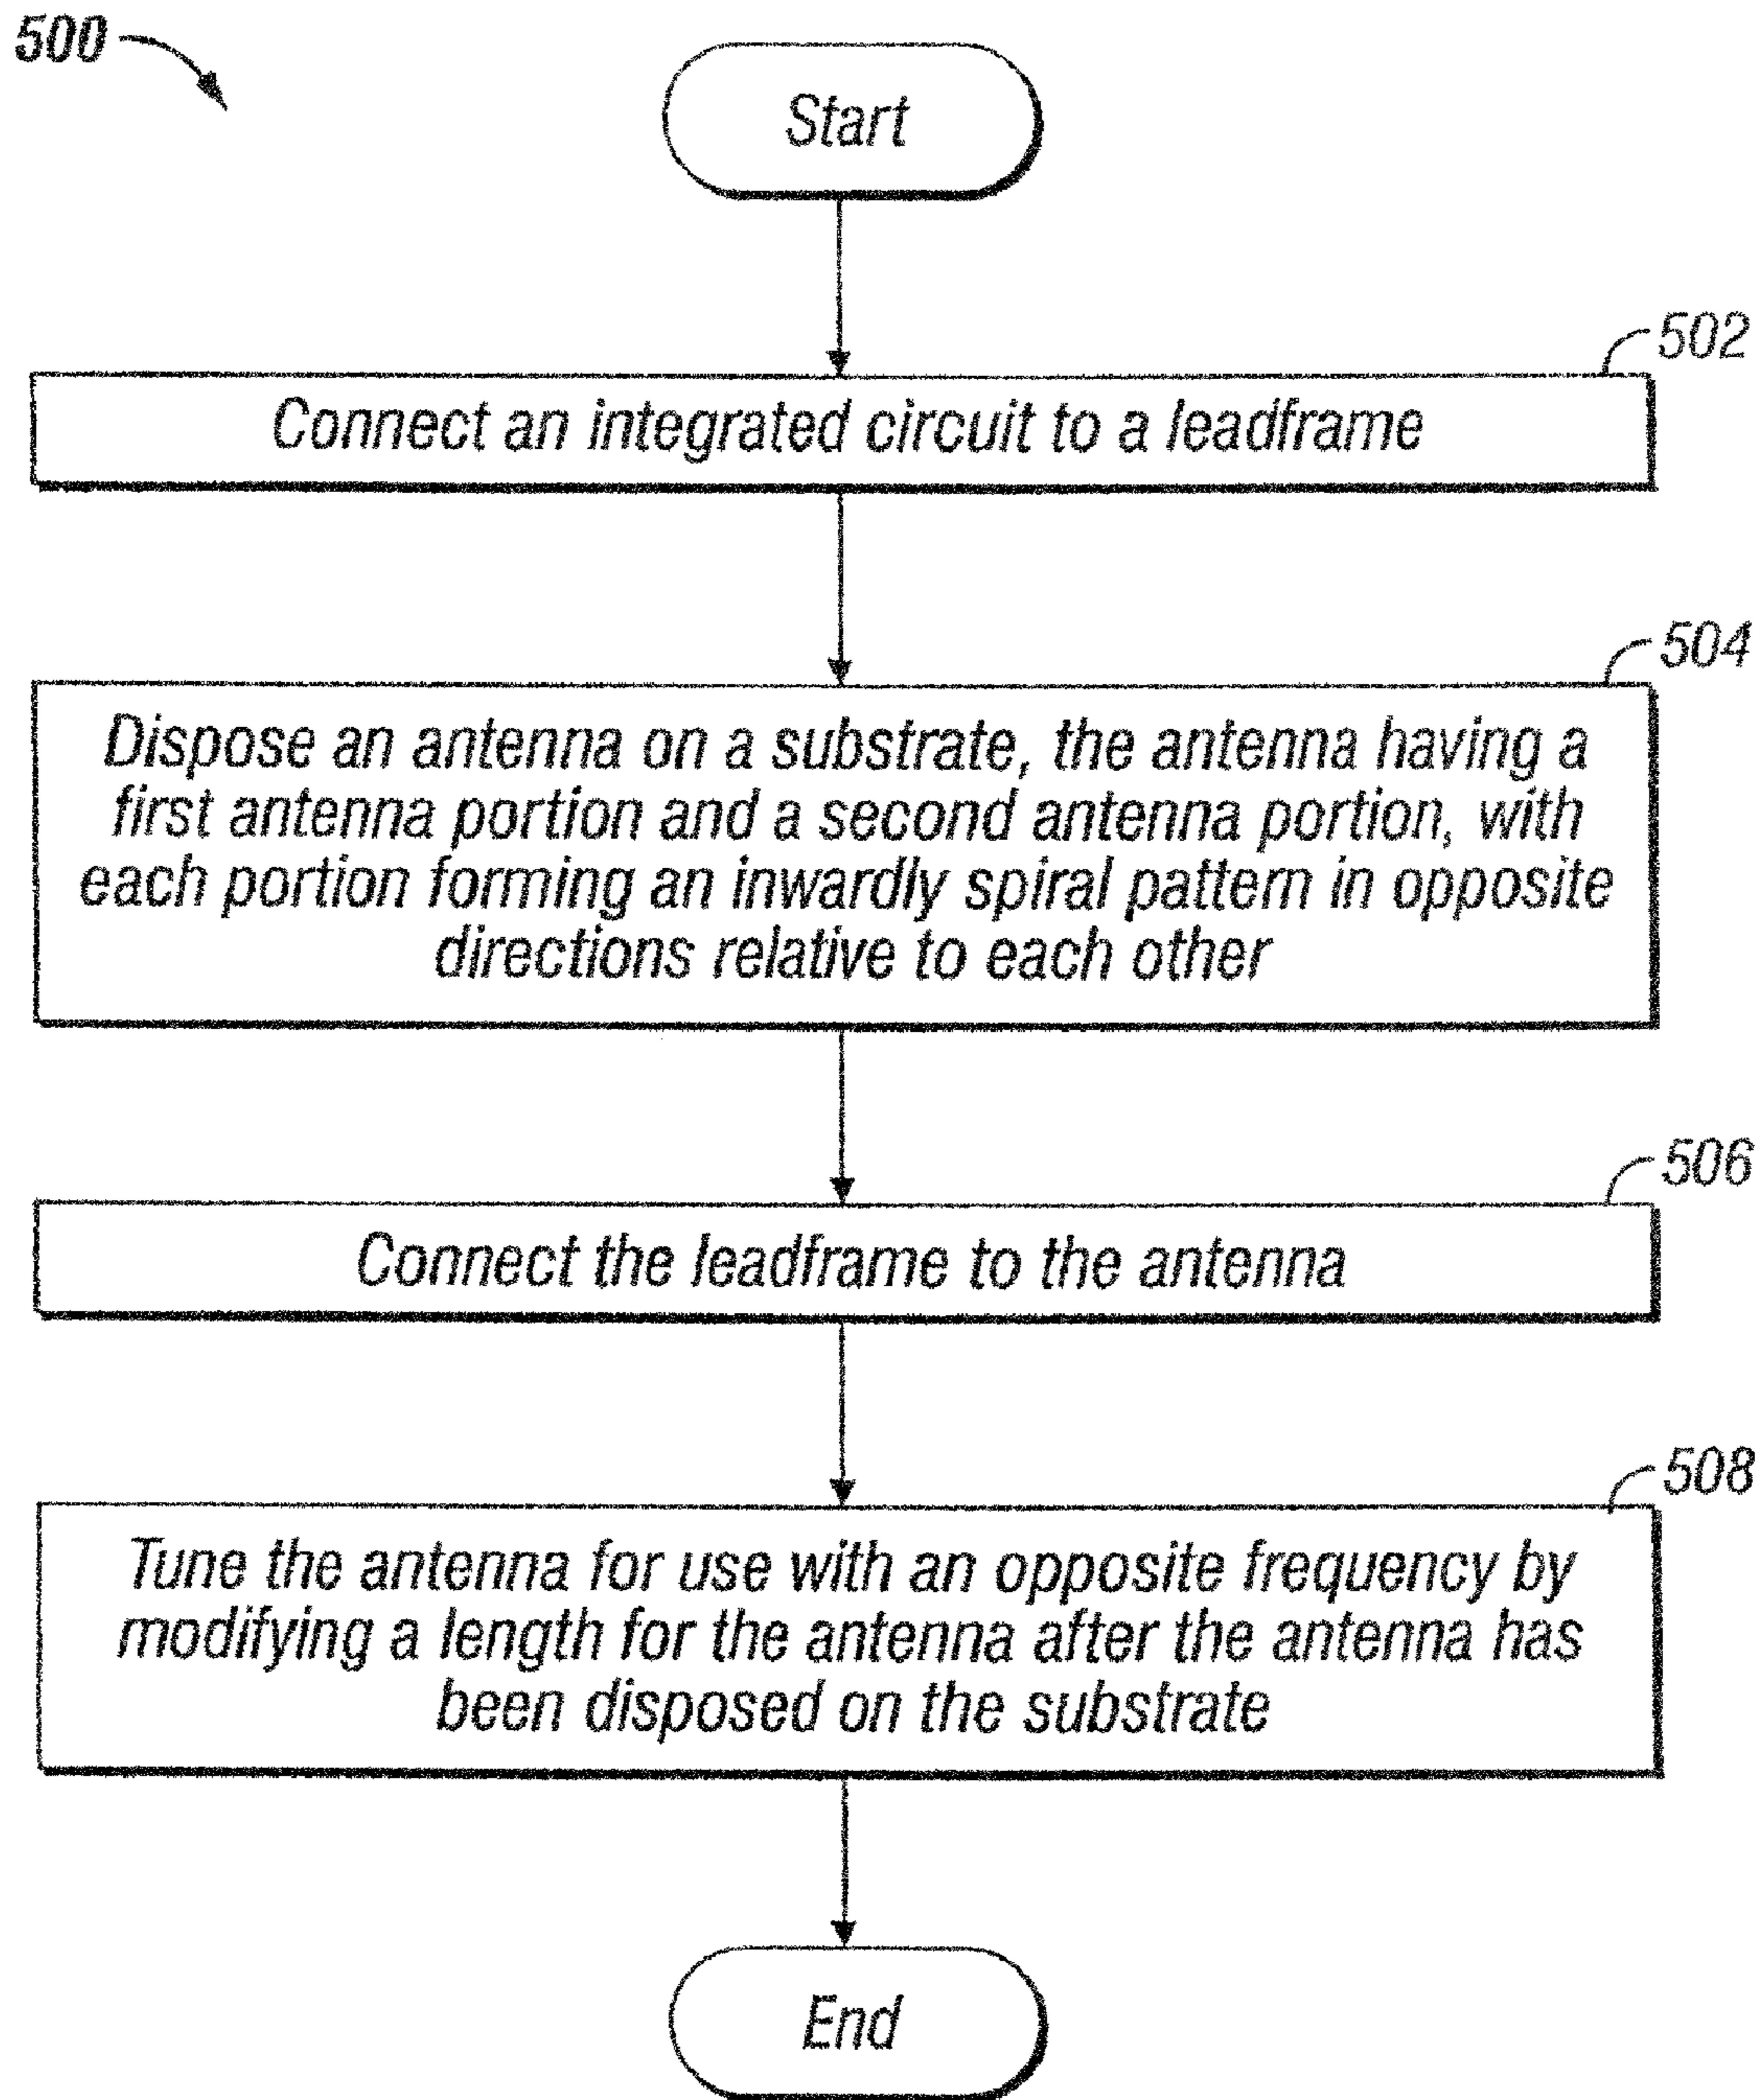 500
Start
502
Connect an integrated circuit to a leadframe
504
Dispose an antenna on a substrate, the antenna having a
first antenna portion and a second antenna portion, with
each portion forming an inwardly spiral pattern in opposite
directions relative to each other
506
Connect the leadframe to the antenna
508
Tune the antenna for use with an opposite frequency by
modifying a length for the antenna after the antenna has
been disposed on the substrate
End